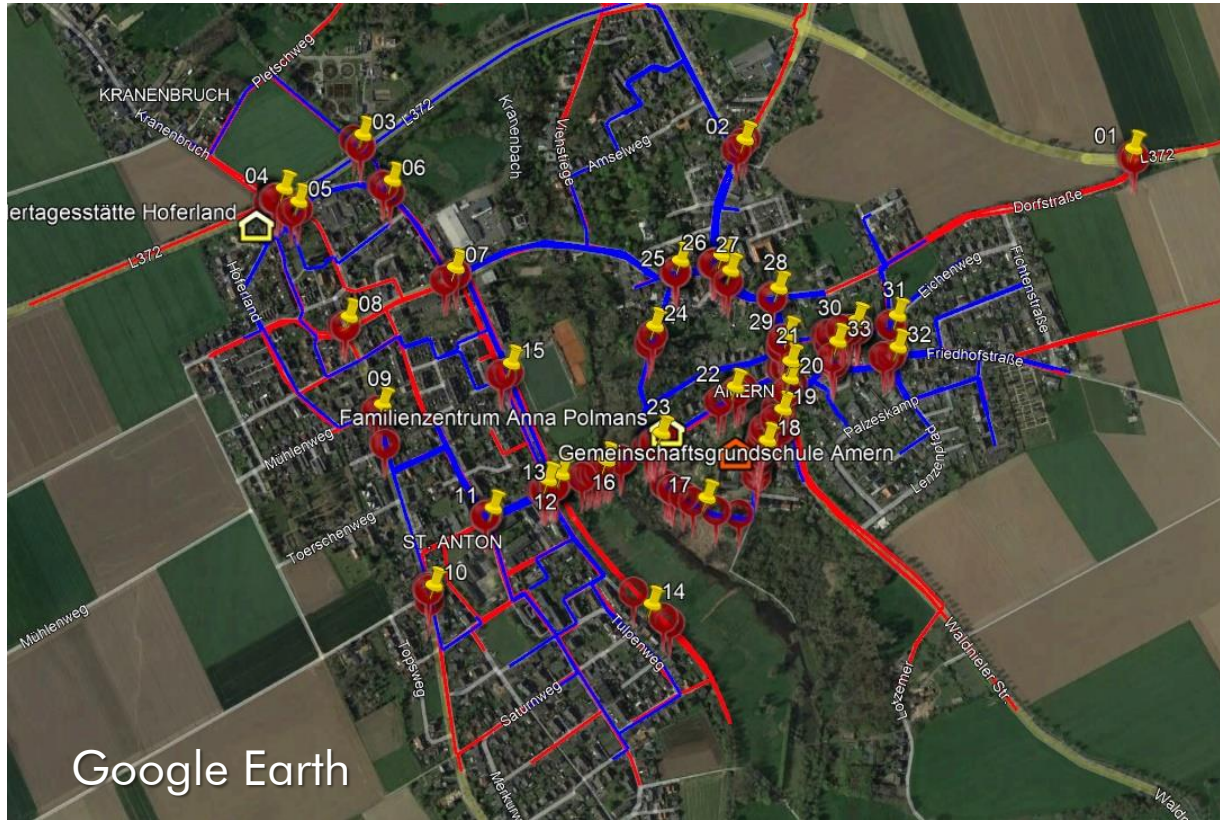 Pletschweg
KRANENBRUCH
Kranenbruch
L372
Kranenbach
Vienstiege
Amselweg
02
01
L372
03
04
05
06
dertagesstätte Hoferland
L372
Hoferland
07
08
25
26
27
28
Dorfstraße
Eichenweg
Fichtenstraße
24
29
30
31
33
32
Friedhofstraße
15
21
20
22
AMERN
19
Palzeskamp
09
Familienzentrum Anna Polmans
23
18
Gemeinschaftsgrundschule Amern
Mühlenweg
Lenzenpfad
13
12
16
17
11
ST. ANTON
Toerschenweg
10
14
Mühlenweg
Topsweg
Tulpenweg
Saturnweg
Lotzemer
Waldnieler Str.
Google Earth